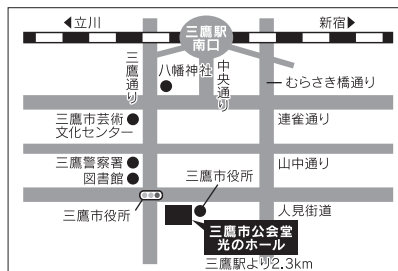 ◀立川
新宿▶
三鷹駅
南口
三鷹通り
八幡神社
中央通り
むらさき橋通り
三鷹市芸術
文化センター
連雀通り
三鷹警察署
図書館
山中通り
三鷹市役所
三鷹市役所
人見街道
三鷹市公会堂
光のホール
三鷹駅より2.3km